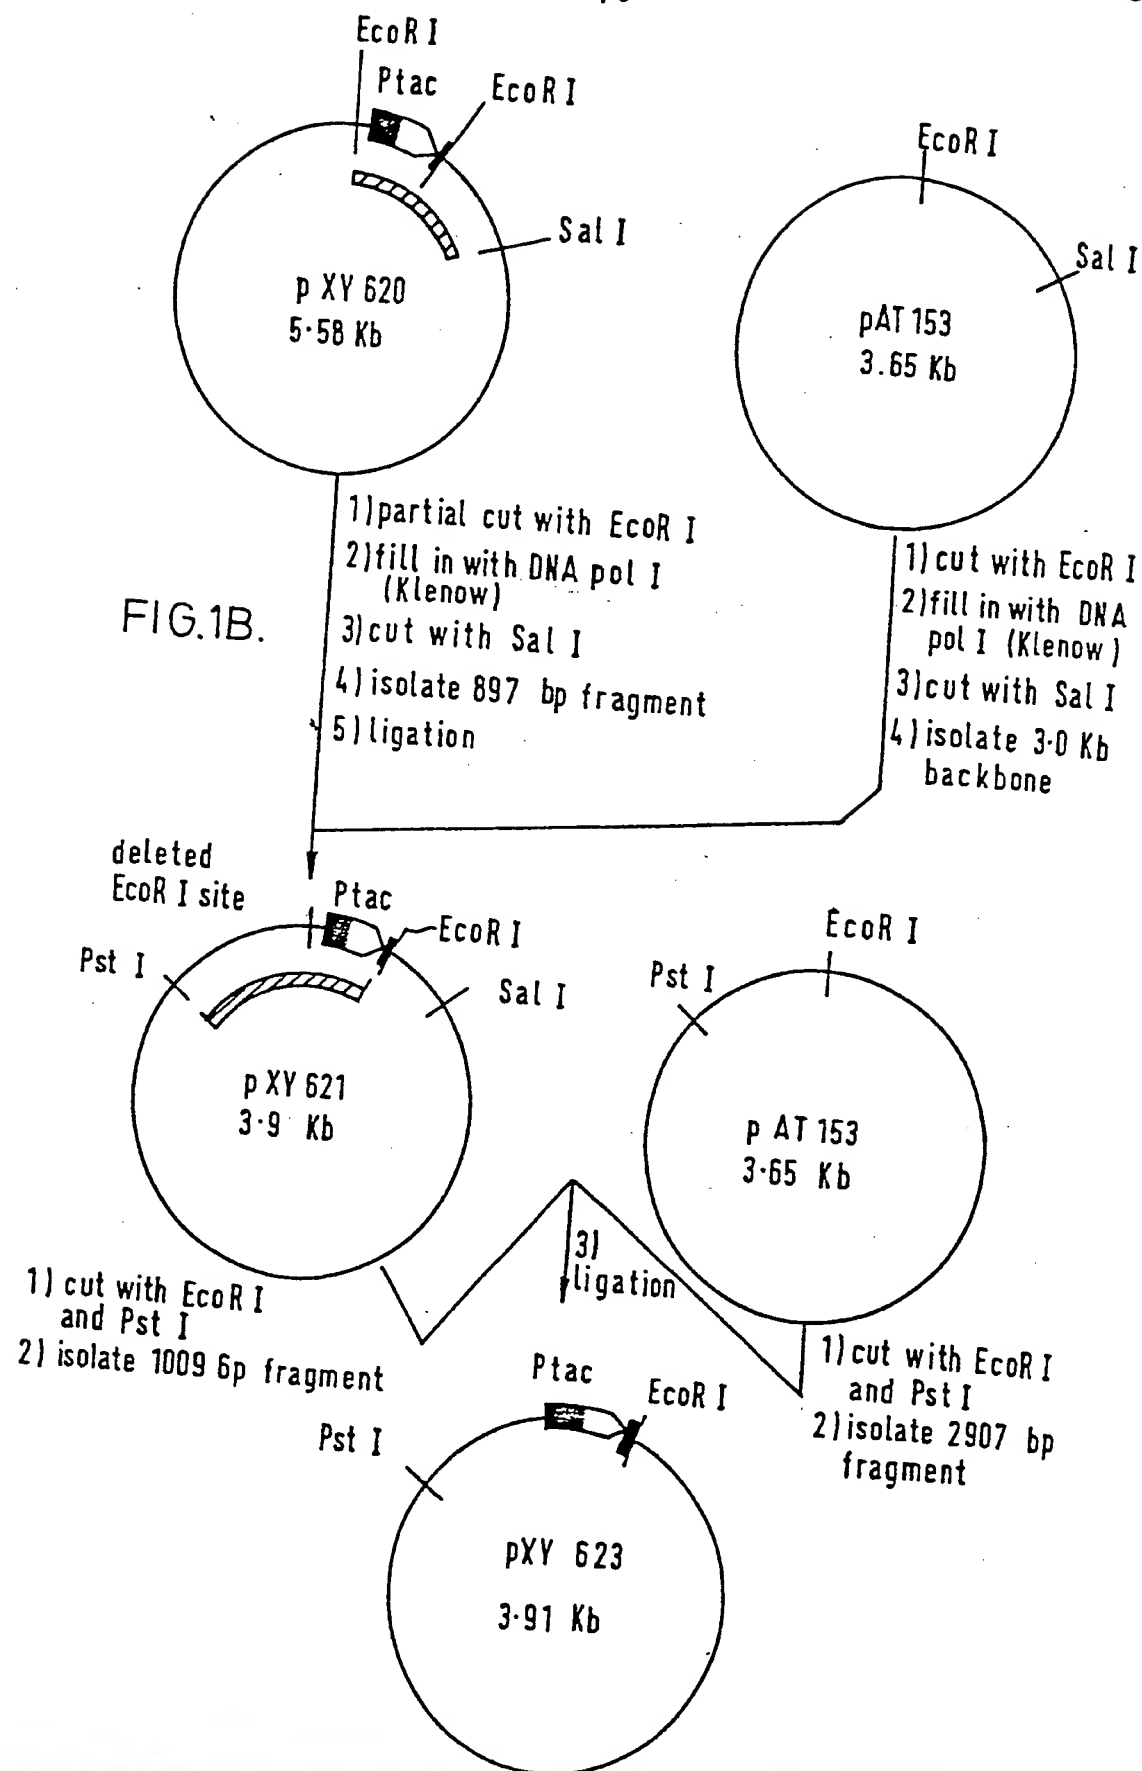 EcoR I
Ptac
EcoR I
Sal I
p XY 620
5·58 Kb
EcoR I
Sal I
pAT 153
3.65 Kb
1) partial cut with EcoR I
2) fill in with DNA pol I
(Klenow)
3) cut with Sal I
4) isolate 897 bp fragment
5) ligation
1) cut with EcoR I
2) fill in with DNA
pol I (Klenow)
3) cut with Sal I
4) isolate 3·0 Kb
backbone
FIG.1B.
deleted
EcoR I site
Ptac
EcoR I
Pst I
Sal I
p XY 621
3·9 Kb
EcoR I
Pst I
p AT 153
3·65 Kb
3)
ligation
1) cut with EcoR I
and Pst I
2) isolate 1009 6p fragment
1) cut with EcoR I
and Pst I
2) isolate 2907 bp
fragment
Ptac
EcoR I
Pst I
pXY 623
3·91 Kb